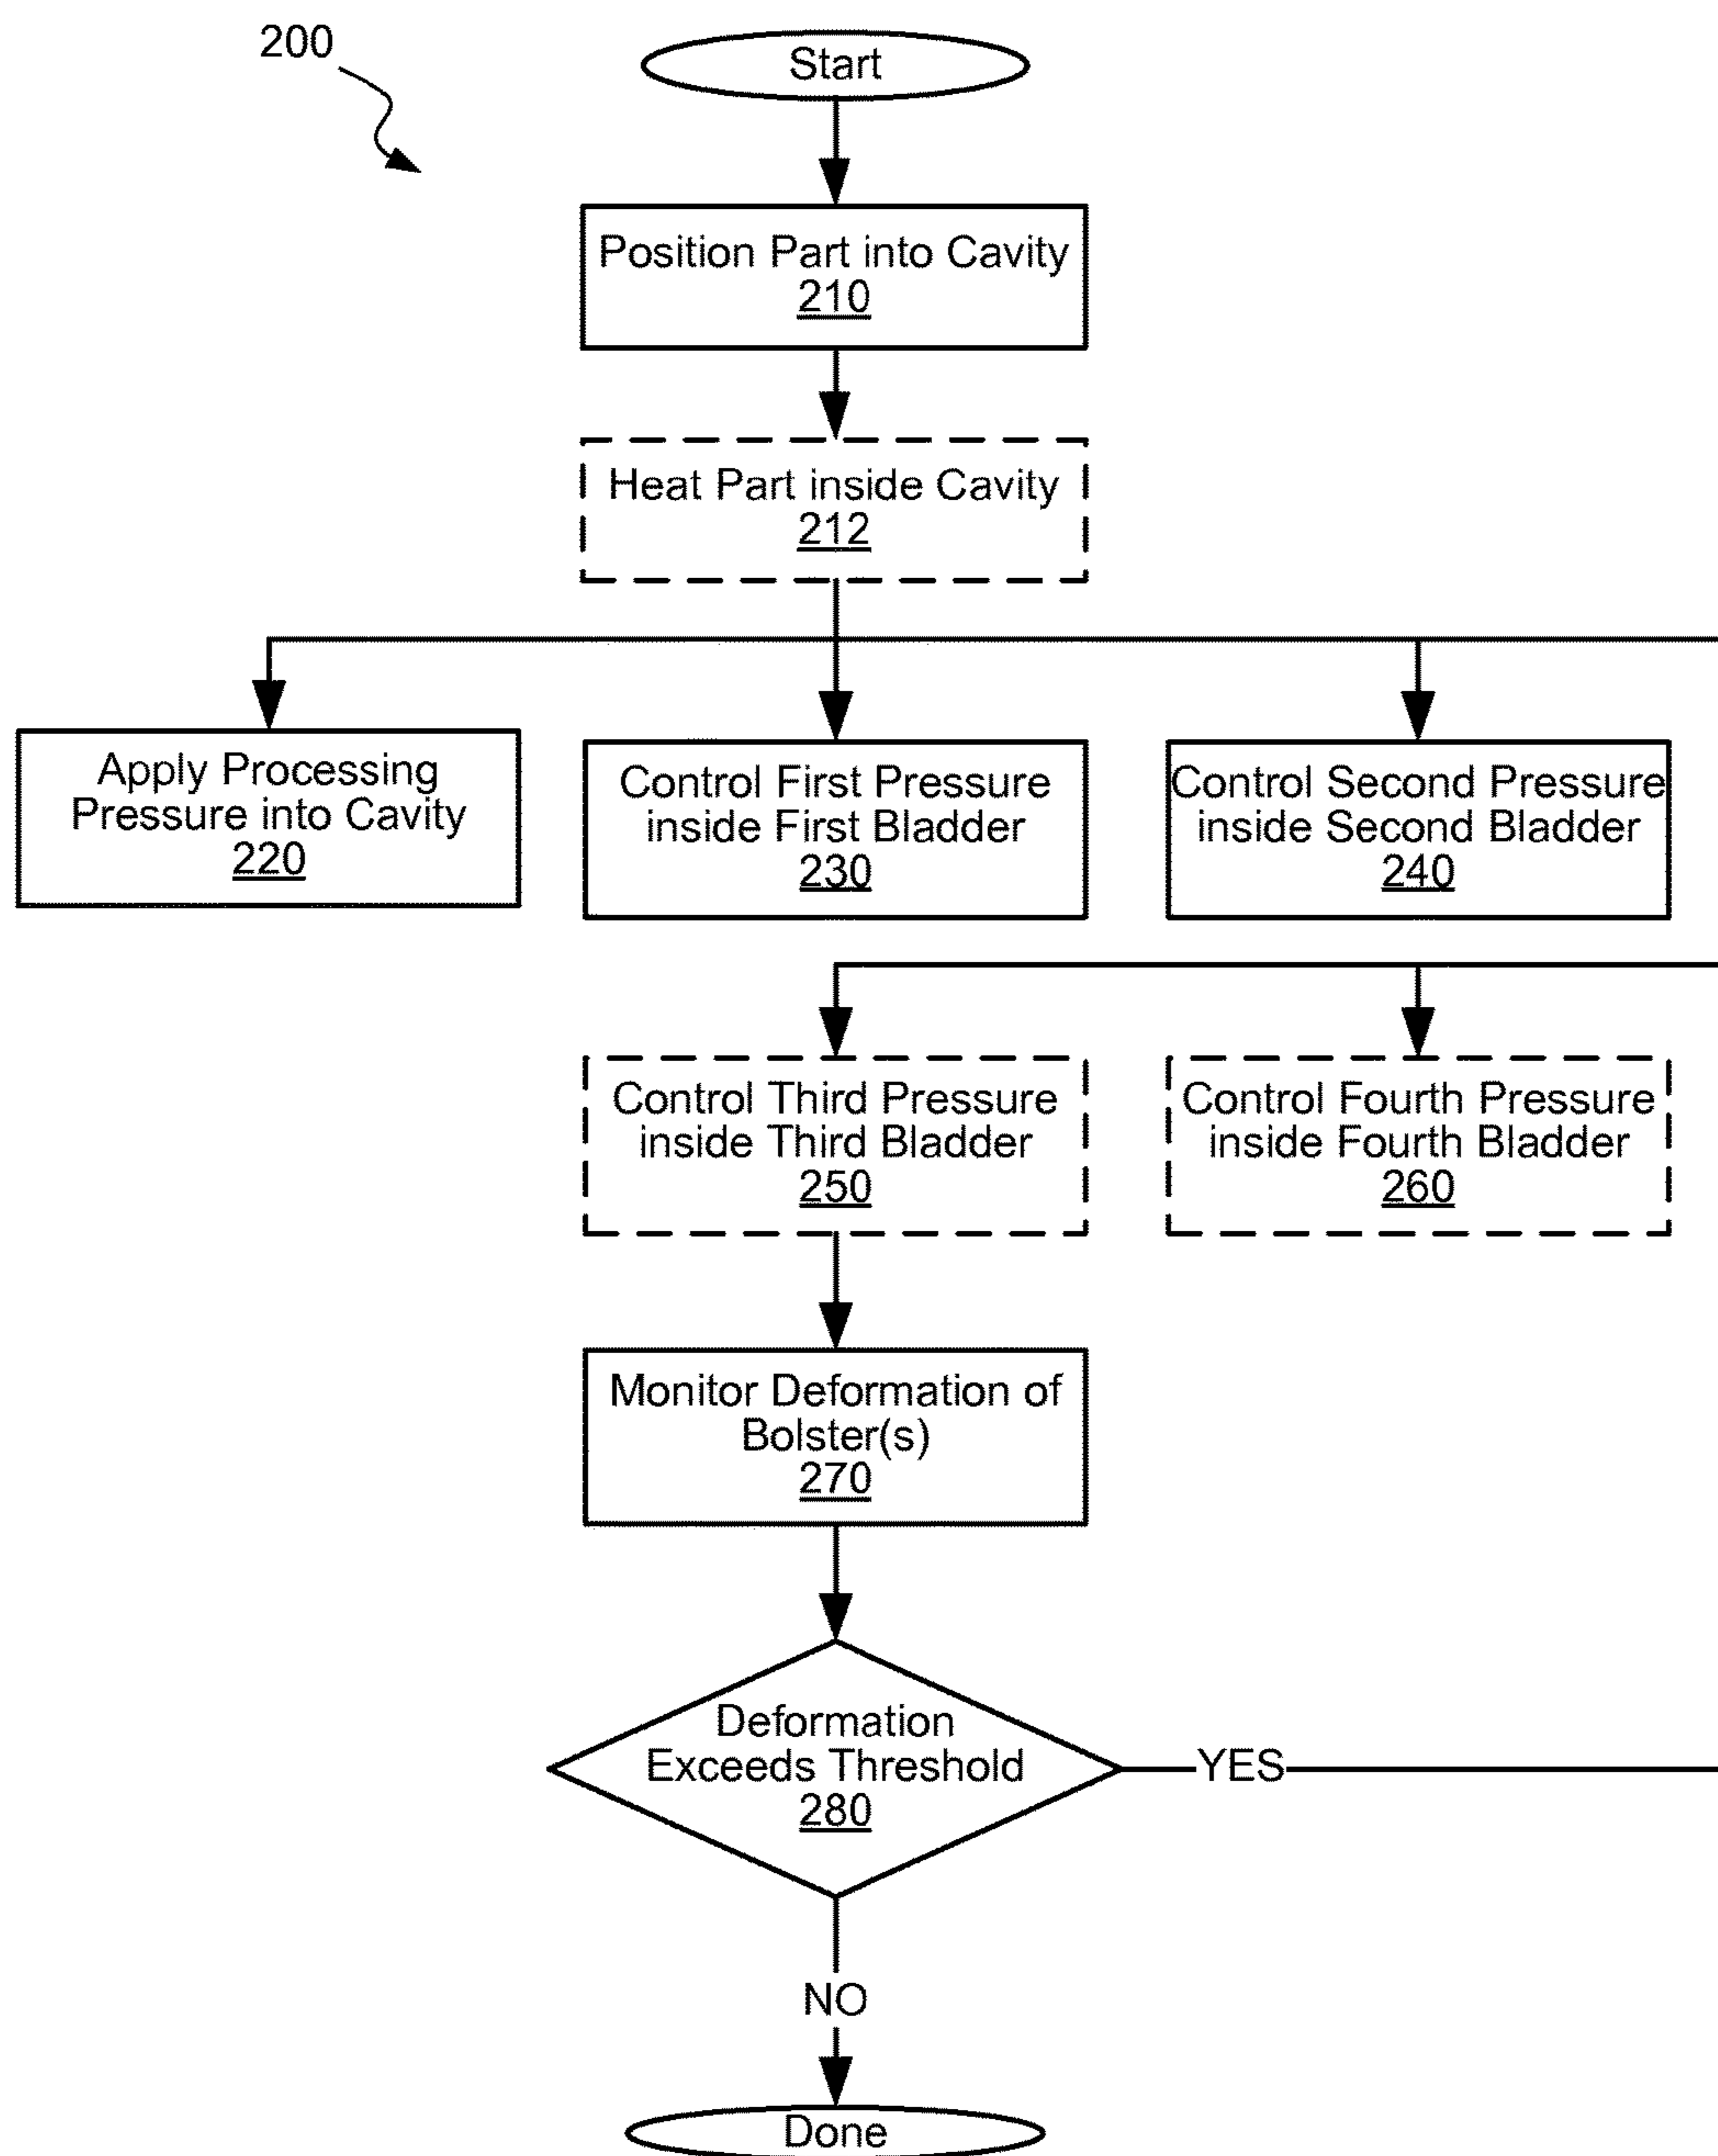 200
Start
Position Part into Cavity
210
Heat Part inside Cavity
212
Apply Processing
Pressure into Cavity
220
Control First Pressure
inside First Bladder
230
Control Second Pressure
inside Second Bladder
240
Control Third Pressure
inside Third Bladder
250
Control Fourth Pressure
inside Fourth Bladder
260
Monitor Deformation of
Bolster(s)
270
Deformation
Exceeds Threshold
280
YES
NO
Done